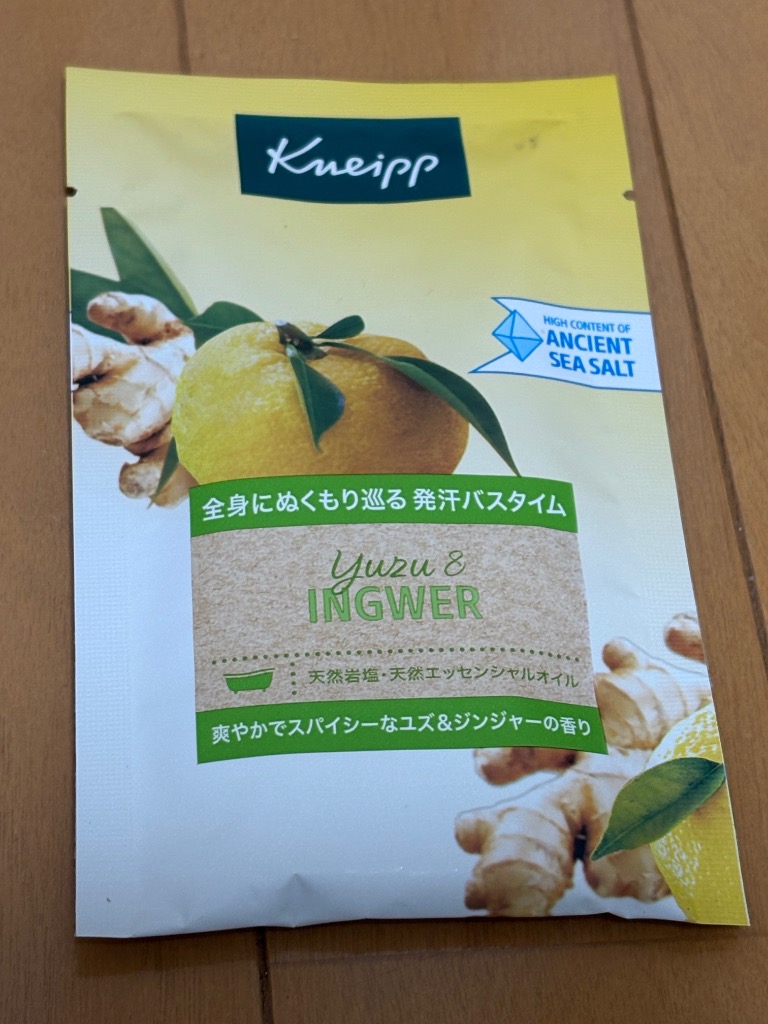 Kneipp
HIGH CONTENT OF
ANCIENT
SEA SALT
全身にぬくもり巡る 発汗バスタイム
Yuzu &
INGWER
天然岩塩・天然エッセンシャルオイル
爽やかでスパイシーなユズ&ジンジャーの香り